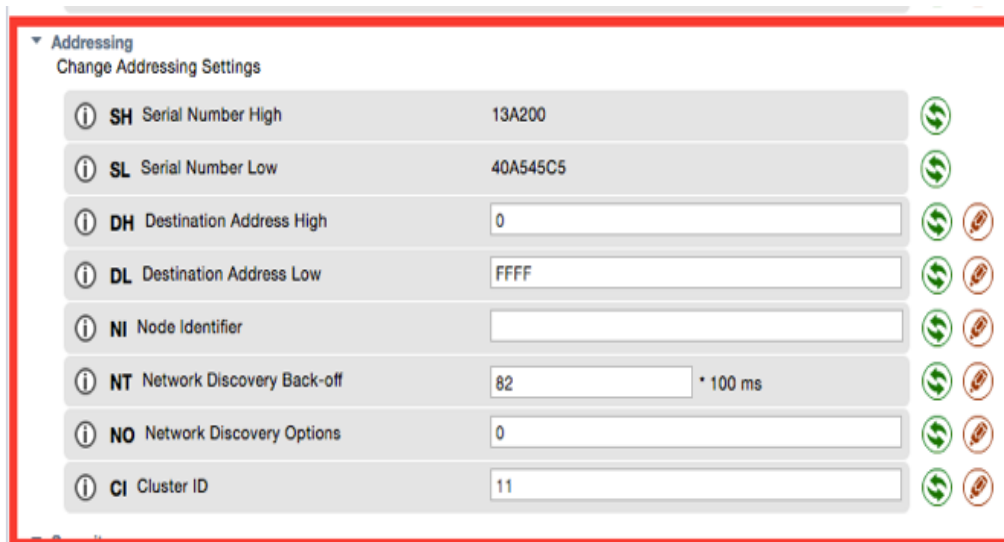 Addressing
Change Addressing Settings
SH Serial Number High 13A200
SL Serial Number Low 40A545C5
DH Destination Address High 0
DL Destination Address Low FFFF
NI Node Identifier
NT Network Discovery Back-off 82 * 100 ms
NO Network Discovery Options 0
CI Cluster ID 11